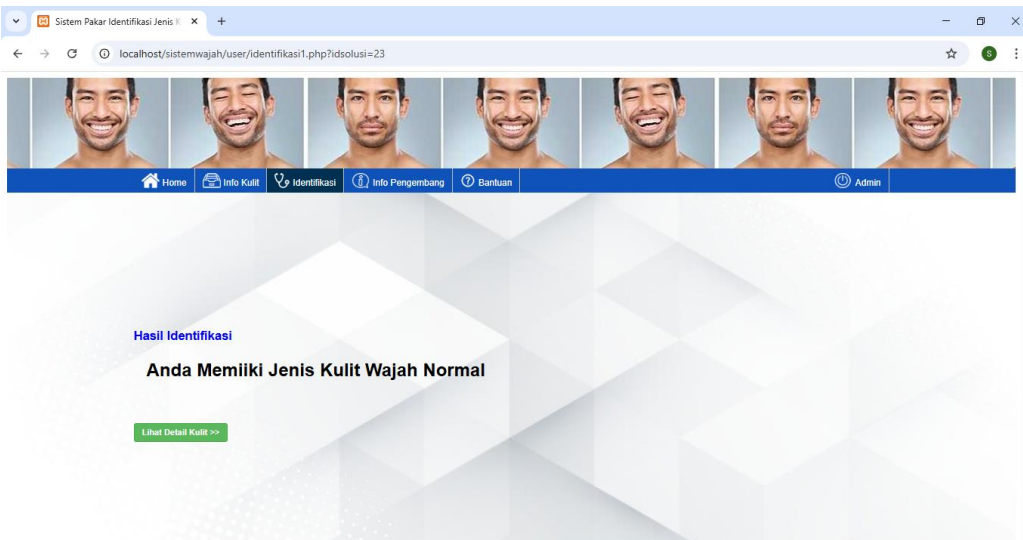 Sistem Pakar Identifikasi Jenis K
localhost/sistemwajah/user/identifikasi1.php?idsolusi=23
S
Home Info Kulit Identifikasi Info Pengembang Bantuan Admin
Hasil Identifikasi
Anda Memiiki Jenis Kulit Wajah Normal
Lihat Detail Kulit >>